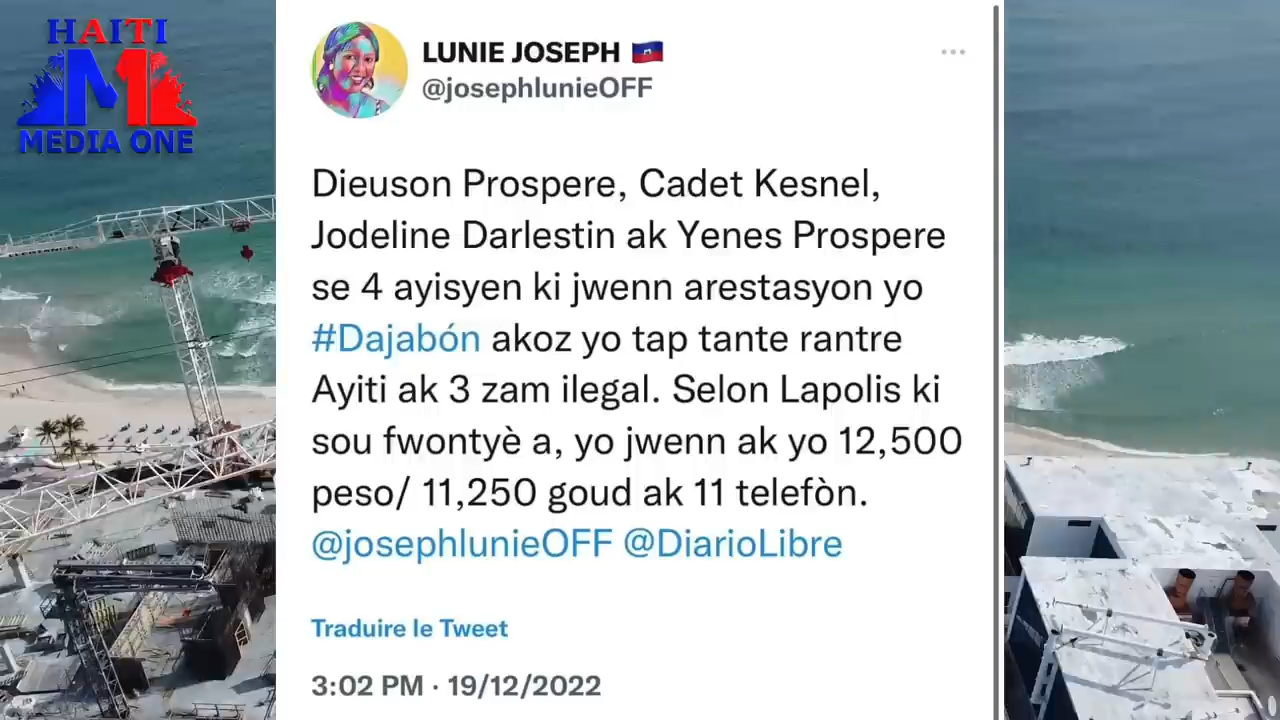 HAITI
M1
MEDIA ONE
LUNIE JOSEPH
@josephlunieOFF
Dieuson Prospere, Cadet Kesnel,
Jodeline Darlestin ak Yenes Prospere
se 4 ayisyen ki jwenn arestasyon yo
#Dajabón akoz yo tap tante rantre
Ayiti ak 3 zam ilegal. Selon Lapolis ki
sou fwontyè a, yo jwenn ak yo 12,500
peso/ 11,250 goud ak 11 telefòn.
@josephlunieOFF @DiarioLibre
Traduire le Tweet
3:02 PM · 19/12/2022